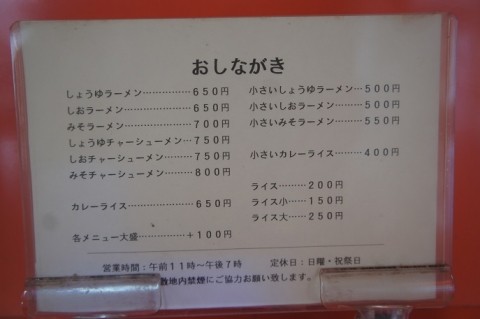 おしながき
しょうゆラーメン………………650円
しおラーメン………………650円
みそラーメン………………700円
しょうゆチャーシューメン…750円
しおチャーシューメン………750円
みそチャーシューメン………800円
カレーライス………………650円
各メニュー大盛…………＋100円
小さいしょうゆラーメン…500円
小さいしおラーメン………500円
小さいみそラーメン………550円
小さいカレーライス………400円
ライス………200円
ライス小……150円
ライス大……250円
営業時間：午前11時～午後7時　定休日：日曜・祝祭日
敷地内禁煙にご協力お願い致します。